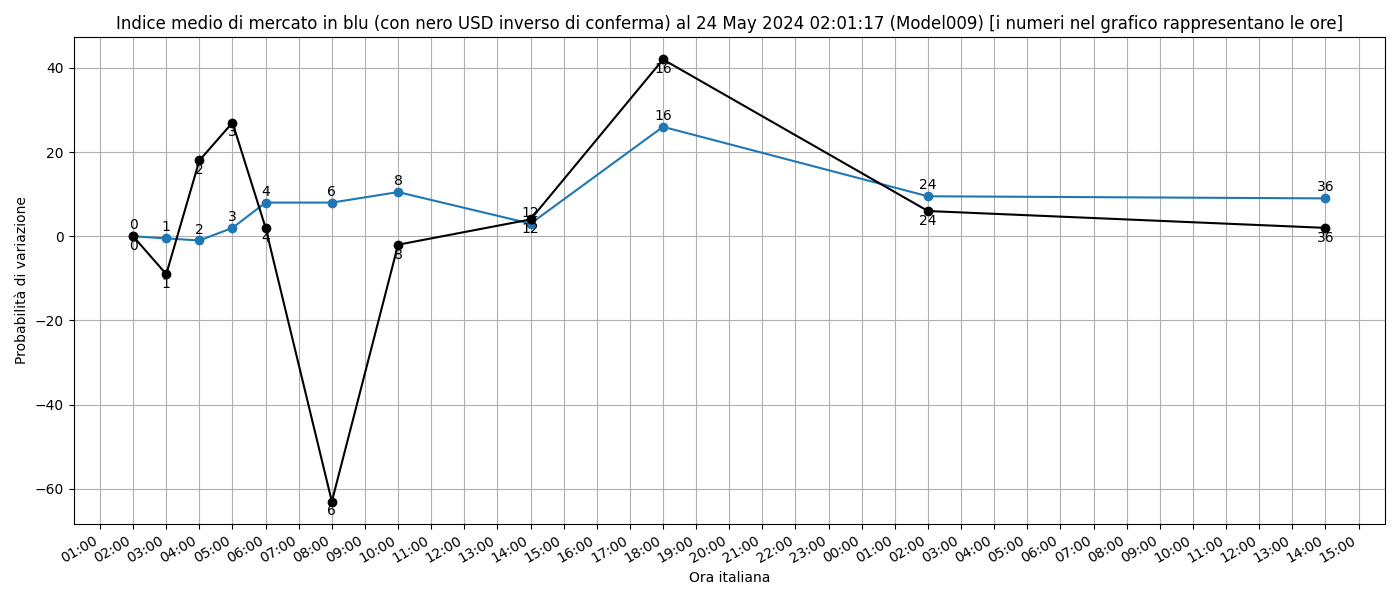 Indice medio di mercato in blu (con nero USD inverso di conferma) al 24 May 2024 02:01:17 (Model009) [i numeri nel grafico rappresentano le ore]
Probabilità di variazione
40
20
0
−20
−40
−60
0 1 2 3 4 6 8 12 16 24 36
0 1 2 3 4 6 8 12 16 24 36
01:00 02:00 03:00 04:00 05:00 06:00 07:00 08:00 09:00 10:00 11:00 12:00 13:00 14:00 15:00 16:00 17:00 18:00 19:00 20:00 21:00 22:00 23:00 00:00 01:00 02:00 03:00 04:00 05:00 06:00 07:00 08:00 09:00 10:00 11:00 12:00 13:00 14:00 15:00
Ora italiana